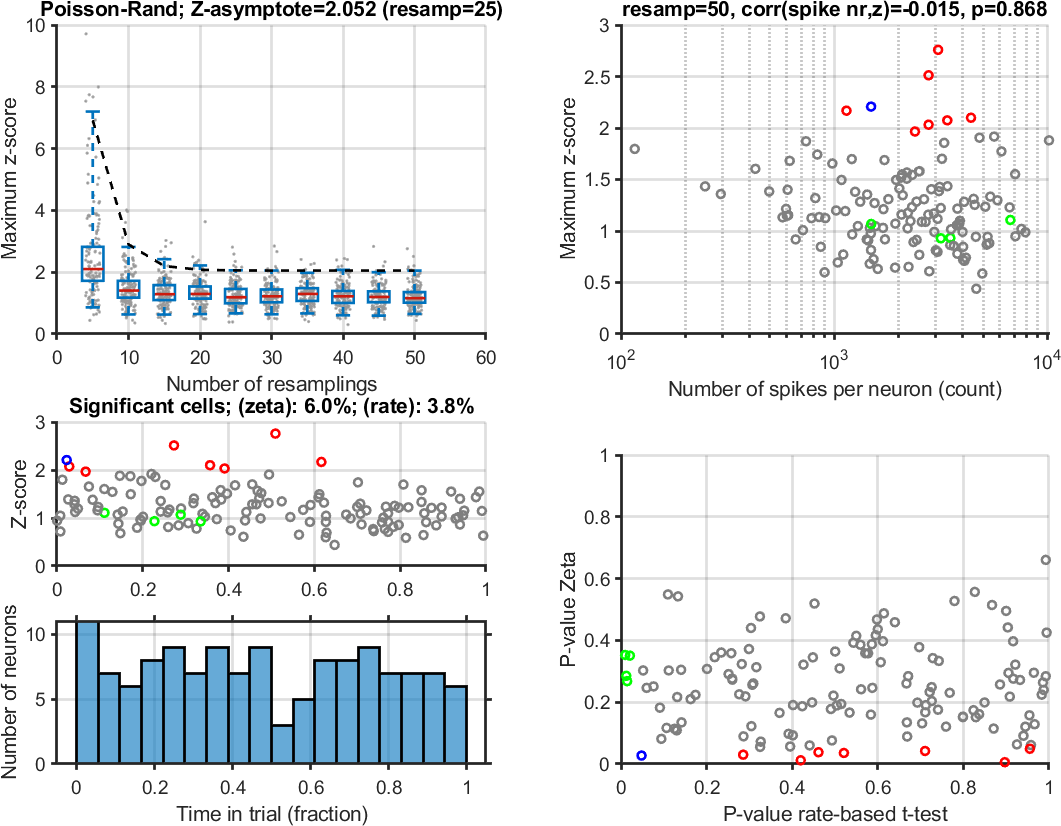 Poisson-Rand; Z-asymptote=2.052 (resamp=25)
Maximum z-score
10
8
6
4
2
0
0 10 20 30 40 50 60
Number of resamplings
resamp=50, corr(spike nr,z)=-0.015, p=0.868
Maximum z-score
3
2.5
2
1.5
1
0.5
0
10^2 10^3 10^4
Number of spikes per neuron (count)
Significant cells; (zeta): 6.0%; (rate): 3.8%
Z-score
3
2
1
0
0 0.2 0.4 0.6 0.8 1
Number of neurons
10
5
0
0 0.2 0.4 0.6 0.8 1
Time in trial (fraction)
P-value Zeta
1
0.8
0.6
0.4
0.2
0
0 0.2 0.4 0.6 0.8 1
P-value rate-based t-test